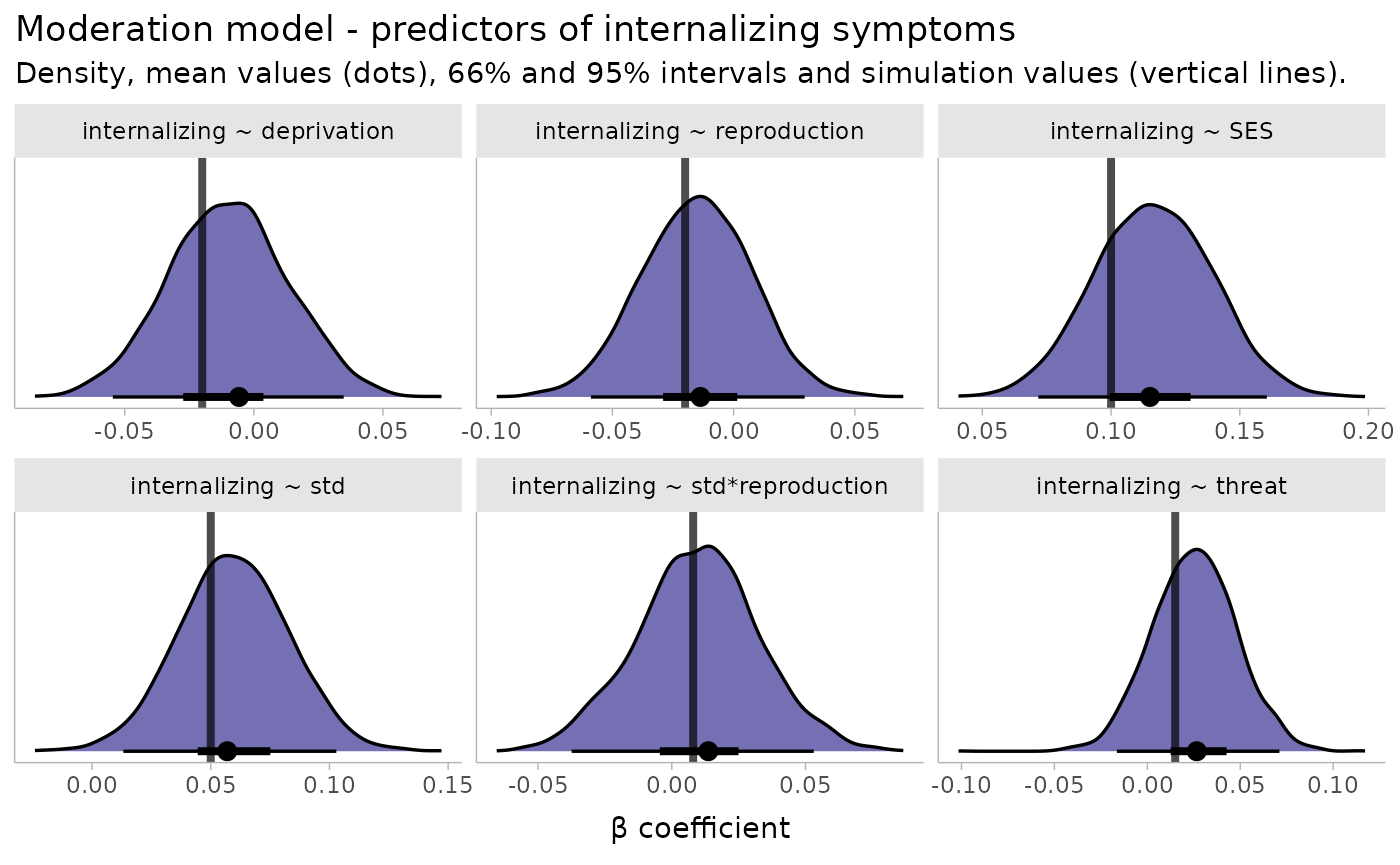 Moderation model - predictors of internalizing symptoms
Density, mean values (dots), 66% and 95% intervals and simulation values (vertical lines).
internalizing ~ deprivation
internalizing ~ reproduction
internalizing ~ SES
-0.05 0.00 0.05
-0.10 -0.05 0.00 0.05
0.05 0.10 0.15 0.20
internalizing ~ std
internalizing ~ std*reproduction
internalizing ~ threat
0.00 0.05 0.10 0.15
-0.05 0.00 0.05
-0.10 -0.05 0.00 0.05 0.10
β coefficient